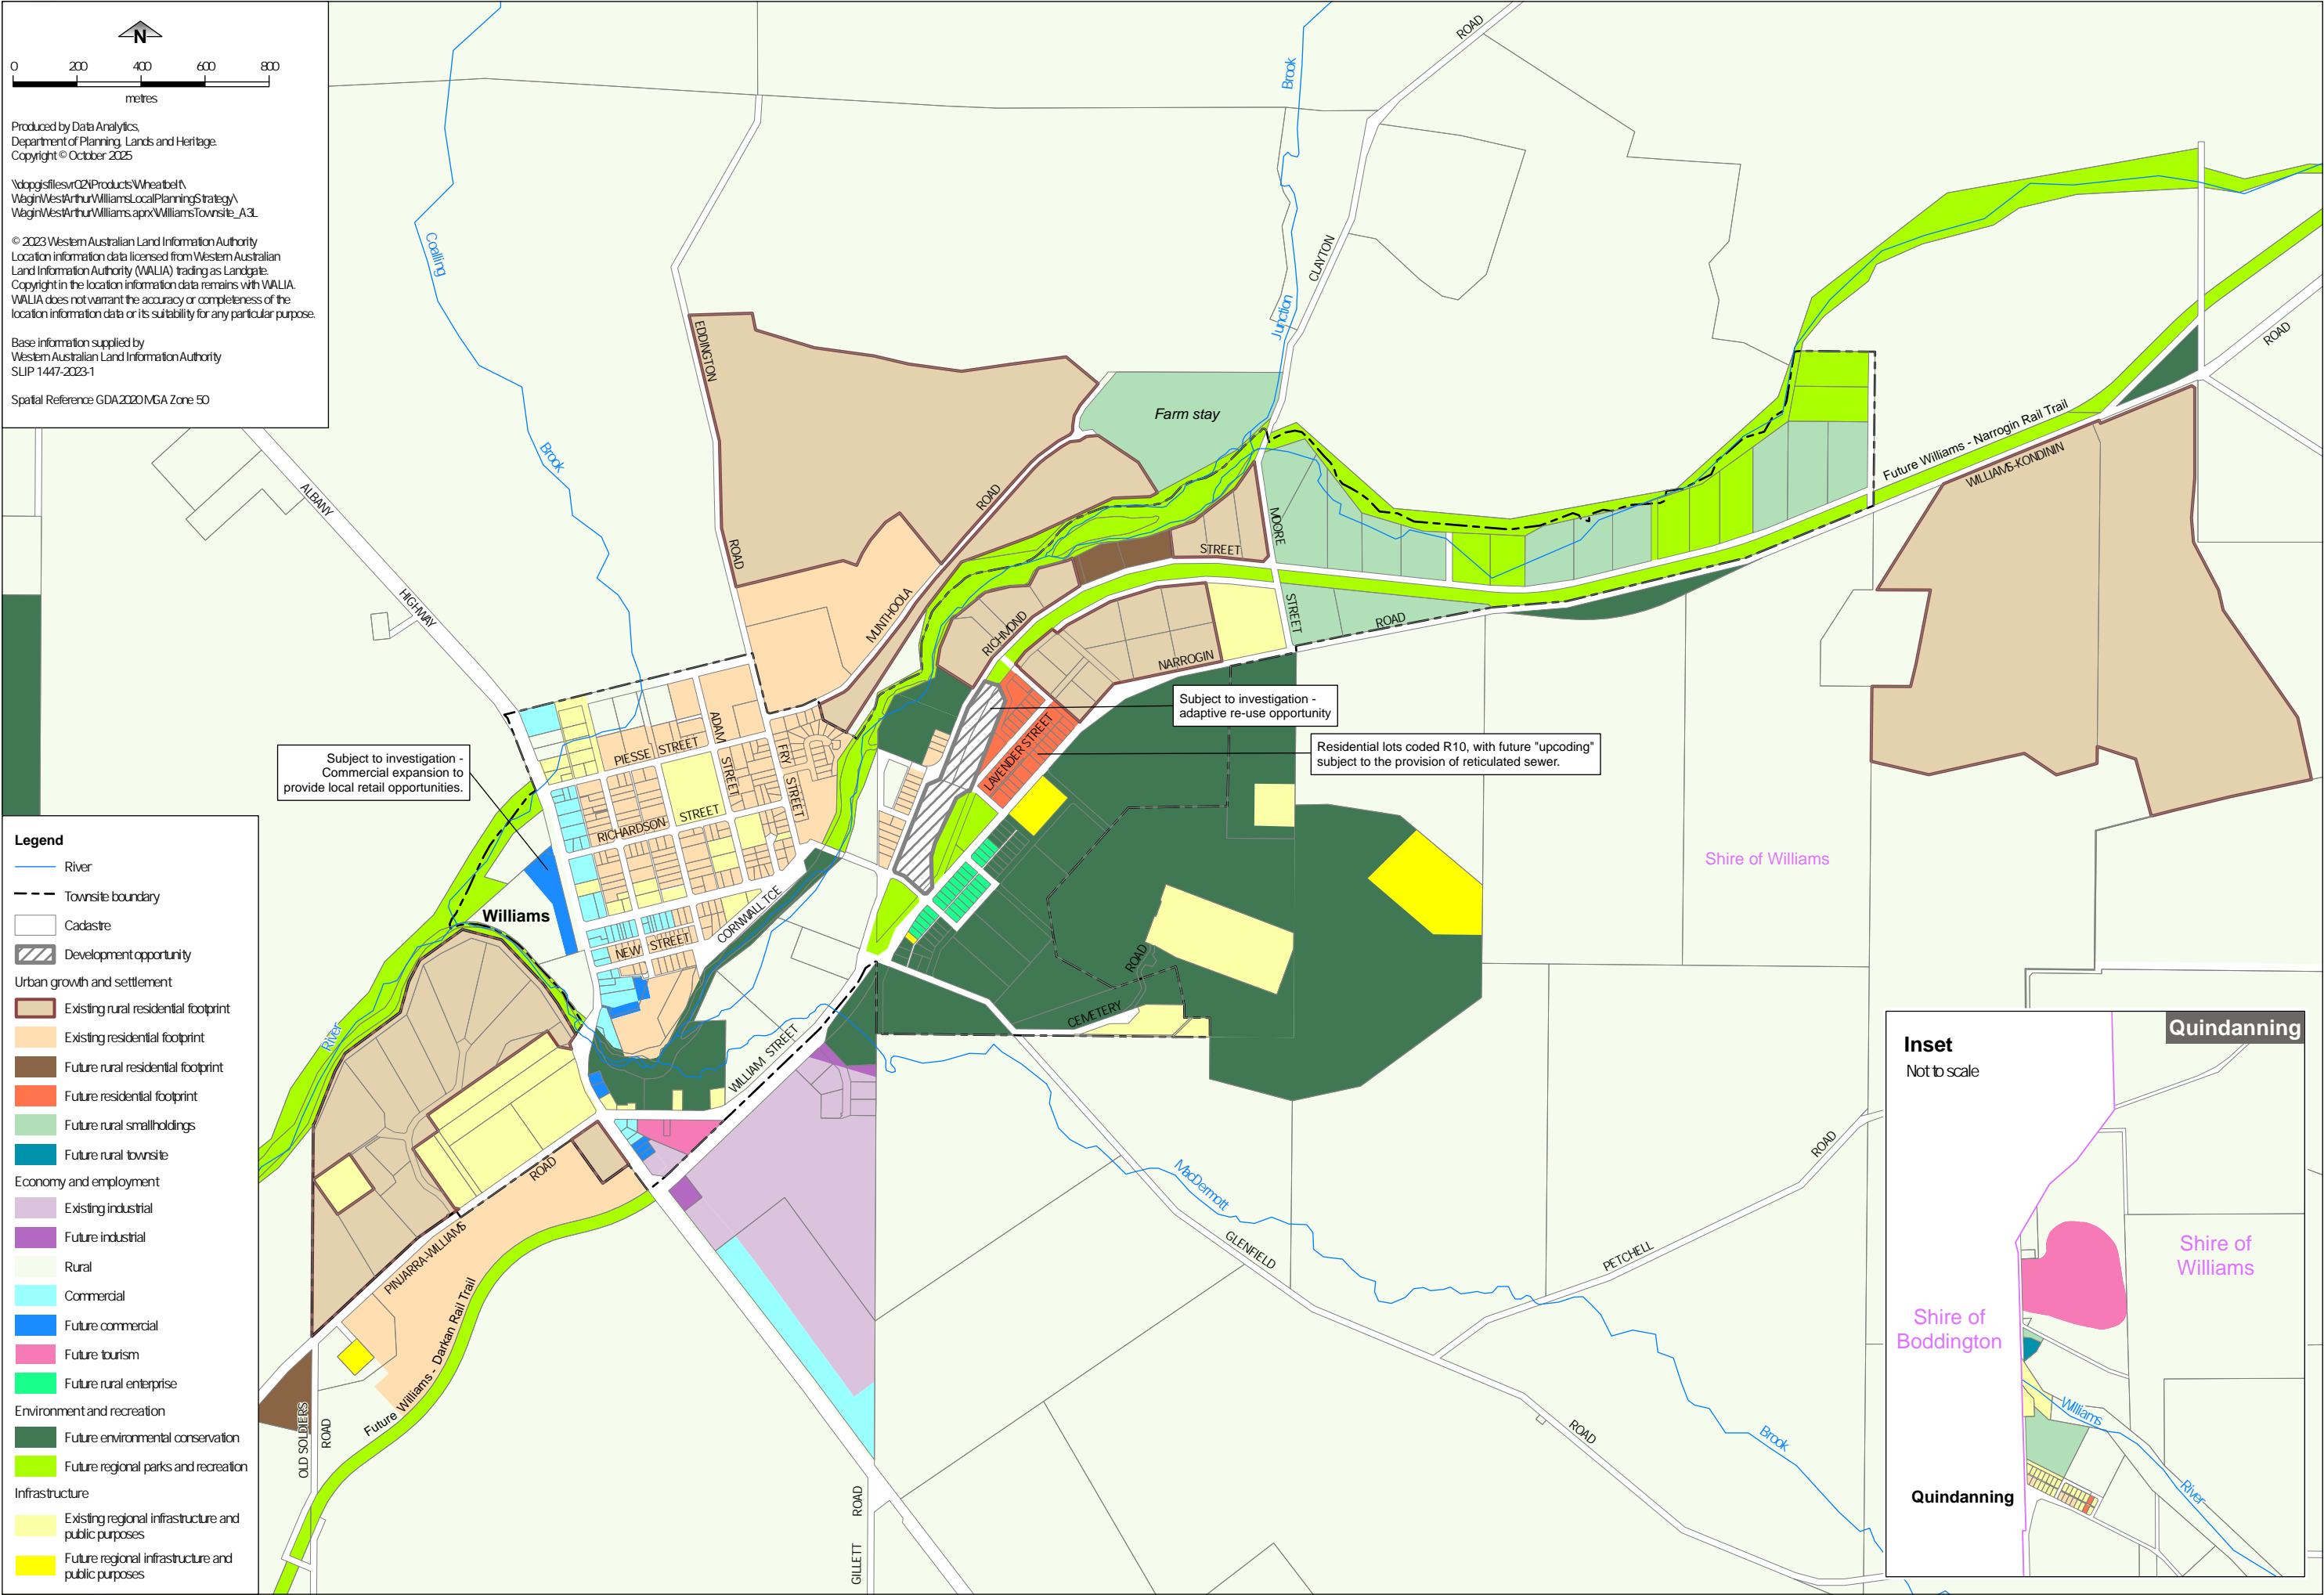 N
0 200 400 600 800
metres
Produced by Data Analytics,
Department of Planning, Lands and Heritage.
Copyright © October 2025
\\dopgisfilesvr02\iProducts\Wheatbelt\
WaginWestArthurWilliamsLocalPlanningStrategy\
WaginWestArthurWilliams.aprx\WilliamsTownsite_A3L
© 2023 Western Australian Land Information Authority
Location information data licensed from Western Australian
Land Information Authority (WALIA) trading as Landgate.
Copyright in the location information data remains with WALIA.
WALIA does not warrant the accuracy or completeness of the
location information data or its suitability for any particular purpose.
Base information supplied by
Western Australian Land Information Authority
SLIP 1447-2023-1
Spatial Reference GDA2020 MGA Zone 50
Coalling
Brook
Junction
Brook
CLAYTON
ROAD
ALBANY
HIGHWAY
EDDINGTON
ROAD
MUNTHOOLA
ROAD
Farm stay
MOORE
STREET
RICHMOND
STREET
NARROGIN
ROAD
Future Williams - Narrogin Rail Trail
WILLIAMS-KONDININ
ROAD
Subject to investigation -
adaptive re-use opportunity
Residential lots coded R10, with future "upcoding"
subject to the provision of reticulated sewer.
Subject to investigation -
Commercial expansion to
provide local retail opportunities.
PIESSE STREET
ADAM
STREET
FRY
STREET
RICHARDSON STREET
LAVENDER STREET
Williams
NEW STREET
CORNWALL TCE
WILLIAM STREET
CEMETERY
ROAD
Shire of Williams
River
PINJARRA-WILLIAMS
ROAD
Future Williams - Darkan Rail Trail
OLD SOLDIERS
ROAD
MacDermott
Brook
GLENFIELD
ROAD
PETCHELL
ROAD
GILLETT
ROAD
Legend
River
Townsite boundary
Cadastre
Development opportunity
Urban growth and settlement
Existing rural residential footprint
Existing residential footprint
Future rural residential footprint
Future residential footprint
Future rural smallholdings
Future rural townsite
Economy and employment
Existing industrial
Future industrial
Rural
Commercial
Future commercial
Future tourism
Future rural enterprise
Environment and recreation
Future environmental conservation
Future regional parks and recreation
Infrastructure
Existing regional infrastructure and
public purposes
Future regional infrastructure and
public purposes
Quindanning
Inset
Not to scale
Shire of
Williams
Shire of
Boddington
Williams
River
Quindanning